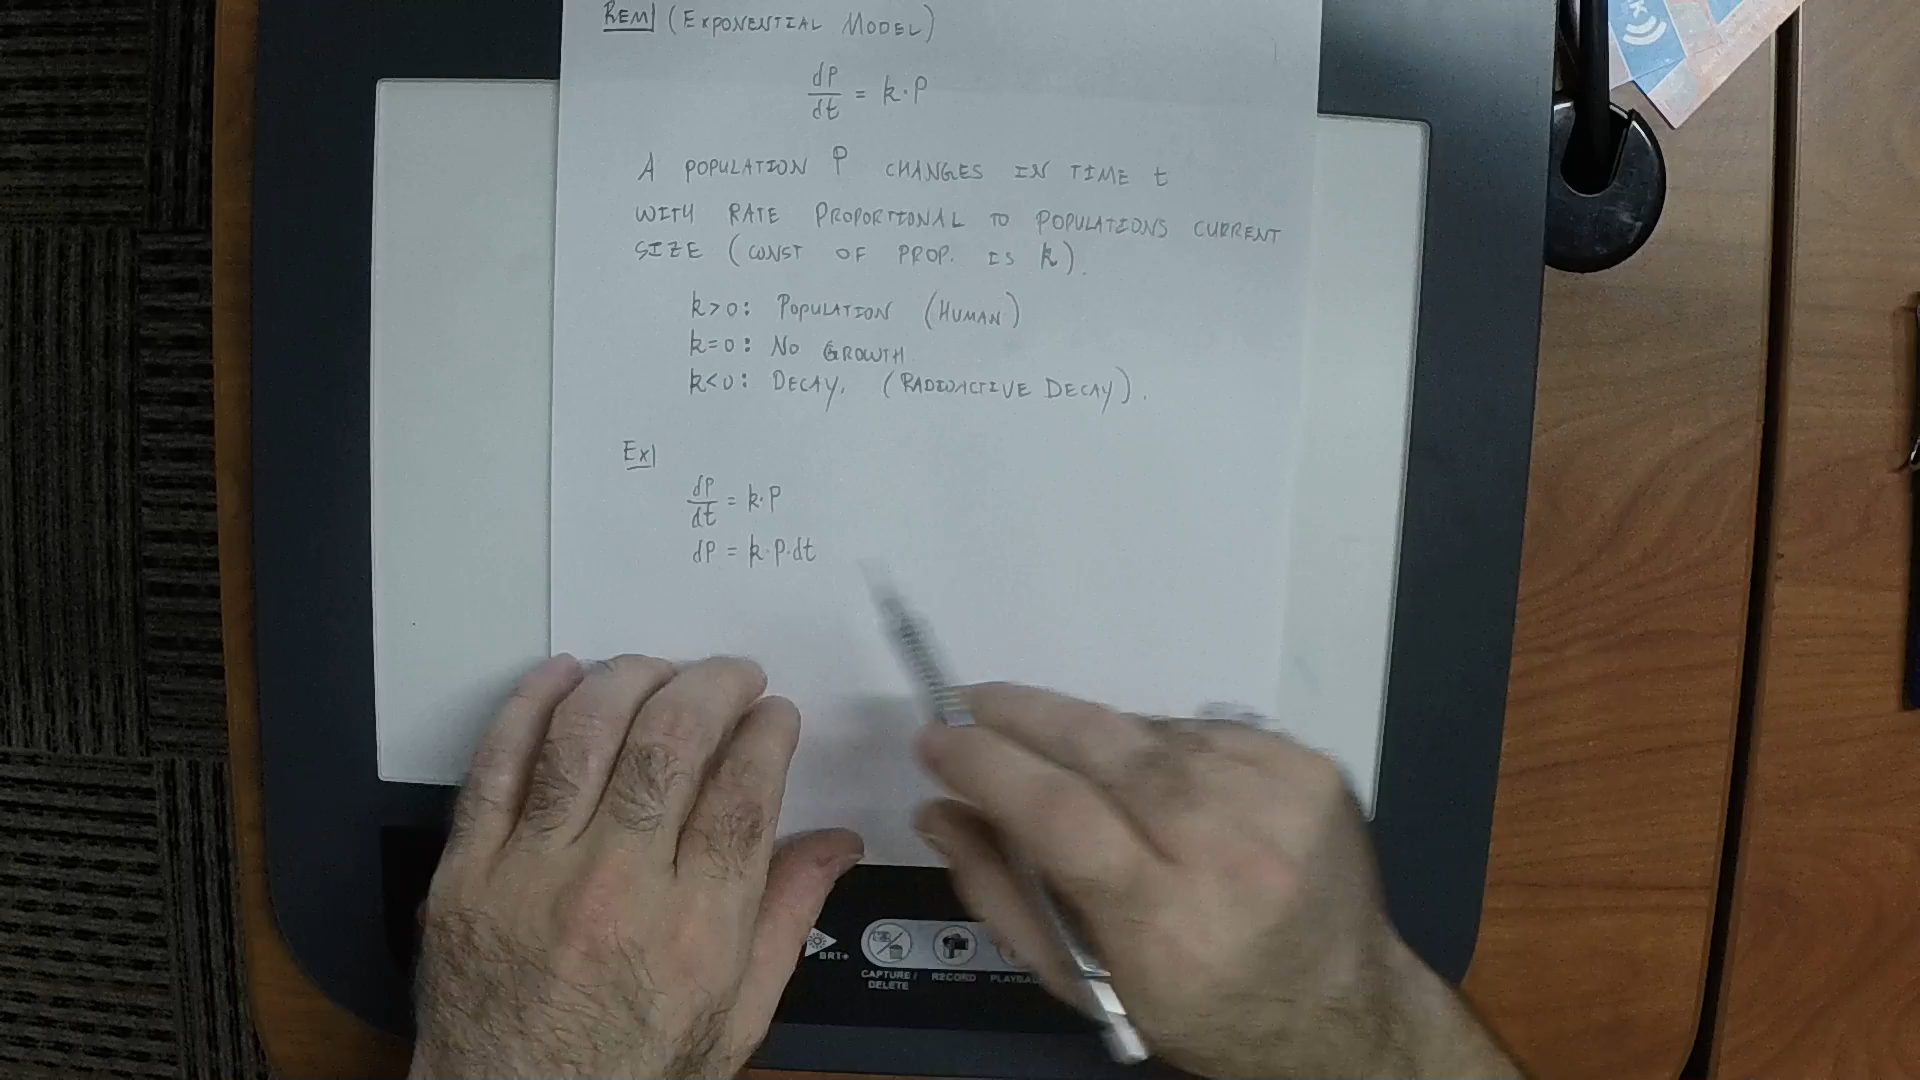 REM (EXPONENTIAL MODEL)
dP/dt = k·P
A POPULATION P CHANGES IN TIME t
WITH RATE PROPORTIONAL TO POPULATIONS CURRENT
SIZE (CONST OF PROP. IS k).
k>0: POPULATION (HUMAN)
k=0: NO GROWTH
k<0: DECAY. (RADIOACTIVE DECAY).
EX
dP/dt = k·P
dP = k·P·dt
BRT+
CAPTURE / DELETE
RECORD